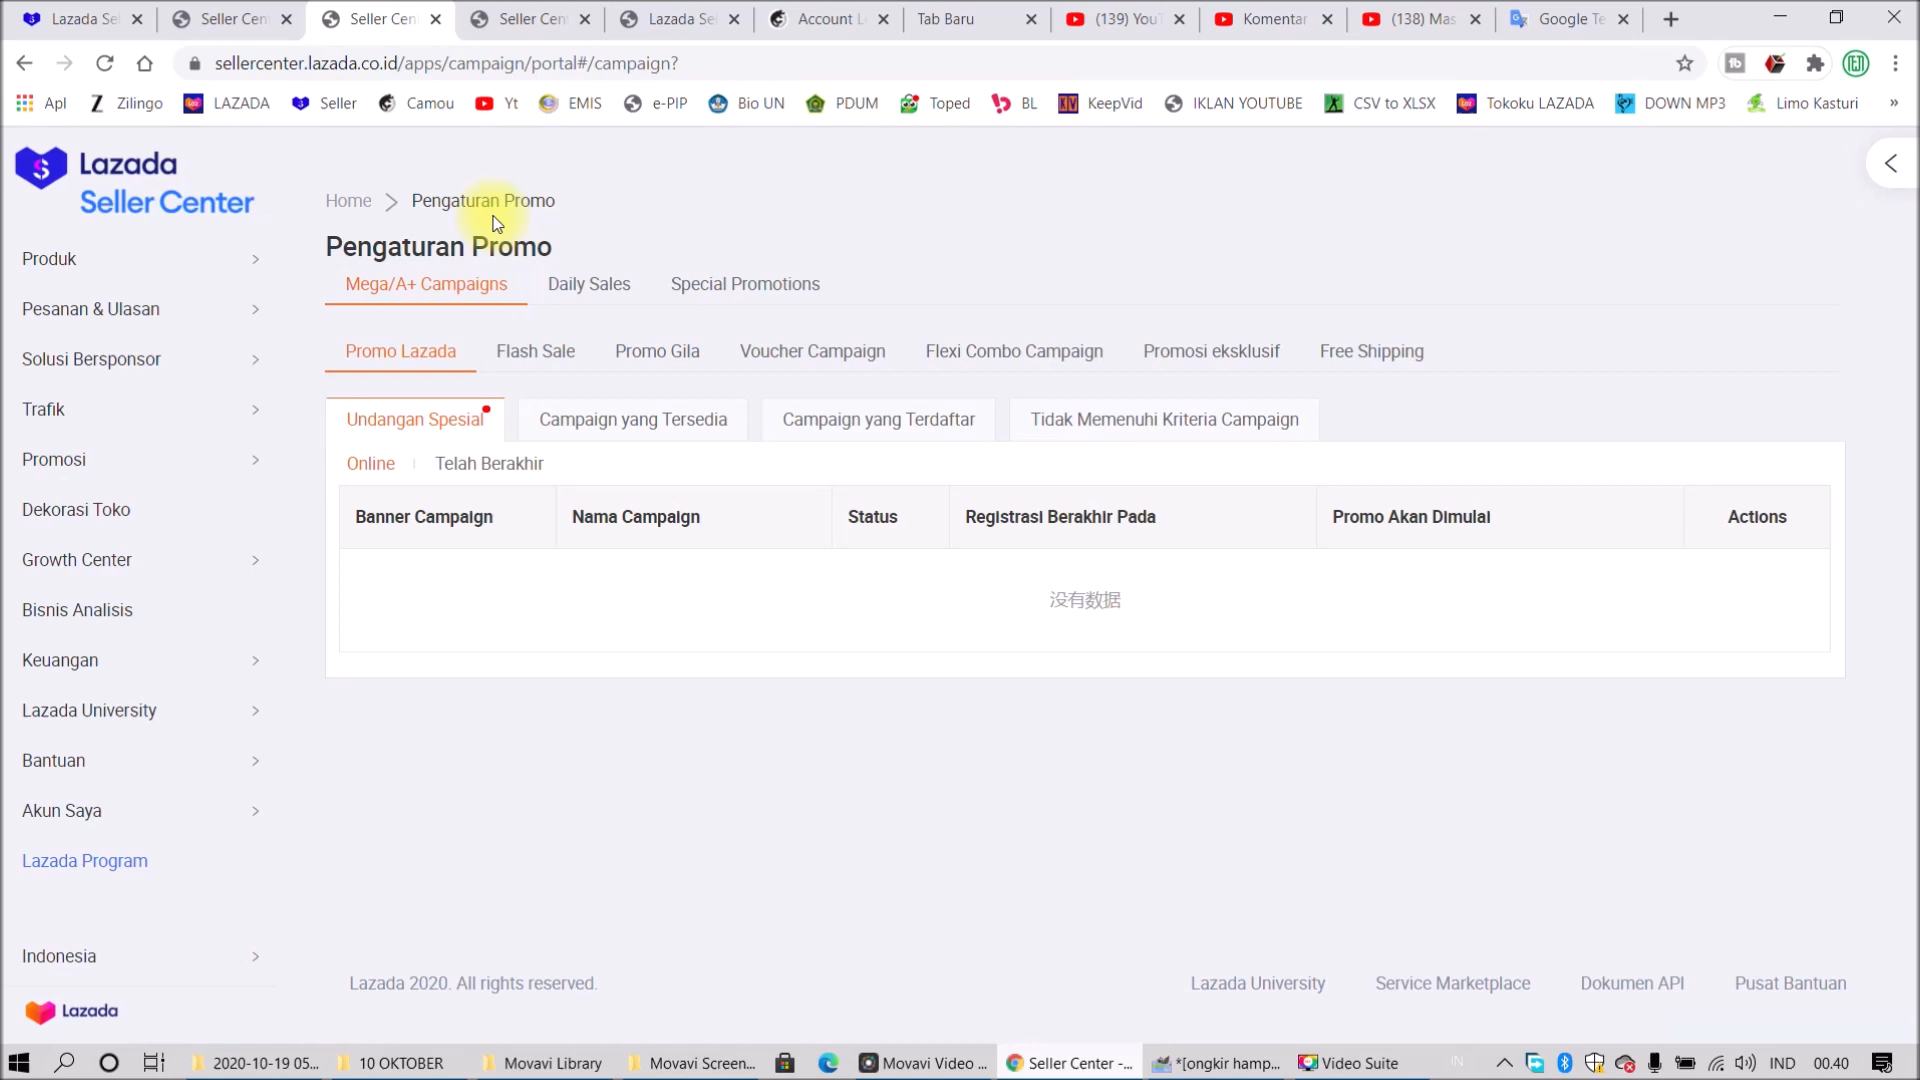 Lazada Se
Seller Cen
Seller Cen
Seller Cen
Lazada Se
Account L
Tab Baru
(139) YouT
Komentar
(138) Mas
Google Te
sellercenter.lazada.co.id/apps/campaign/portal#/campaign?
Apl
Zilingo
LAZADA
Seller
Camou
Yt
EMIS
e-PIP
Bio UN
PDUM
Toped
BL
KeepVid
IKLAN YOUTUBE
CSV to XLSX
Tokoku LAZADA
DOWN MP3
Limo Kasturi
»
Lazada
Seller Center
Produk
Pesanan & Ulasan
Solusi Bersponsor
Trafik
Promosi
Dekorasi Toko
Growth Center
Bisnis Analisis
Keuangan
Lazada University
Bantuan
Akun Saya
Lazada Program
Indonesia
Lazada
Home > Pengaturan Promo
Pengaturan Promo
Mega/A+ Campaigns
Daily Sales
Special Promotions
Promo Lazada
Flash Sale
Promo Gila
Voucher Campaign
Flexi Combo Campaign
Promosi eksklusif
Free Shipping
Undangan Spesial
Campaign yang Tersedia
Campaign yang Terdaftar
Tidak Memenuhi Kriteria Campaign
Online
Telah Berakhir
Banner Campaign
Nama Campaign
Status
Registrasi Berakhir Pada
Promo Akan Dimulai
Actions
没有数据
Lazada 2020. All rights reserved.
Lazada University
Service Marketplace
Dokumen API
Pusat Bantuan
2020-10-19 05...
10 OKTOBER
Movavi Library
Movavi Screen...
Movavi Video ...
Seller Center -...
*[ongkir hamp...
Video Suite
IN
IND
00.40